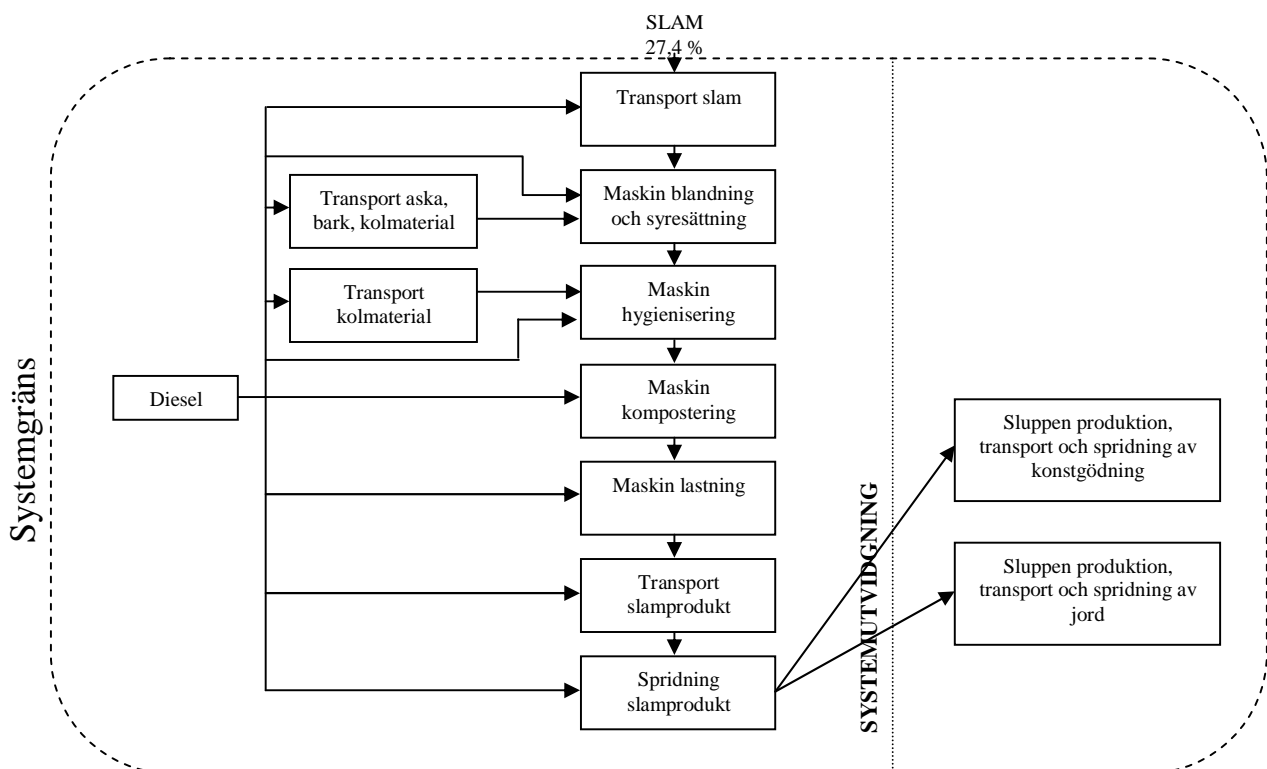 SLAM
27,4 %
Transport slam
Transport aska,
bark, kolmaterial
Maskin blandning
och syresättning
Transport
kolmaterial
Maskin
hygienisering
Systemgräns
Diesel
Maskin
kompostering
Sluppen produktion,
transport och spridning av
konstgödning
Maskin lastning
SYSTEMUTVIDGNING
Transport
slamprodukt
Sluppen produktion,
transport och spridning av
jord
Spridning
slamprodukt